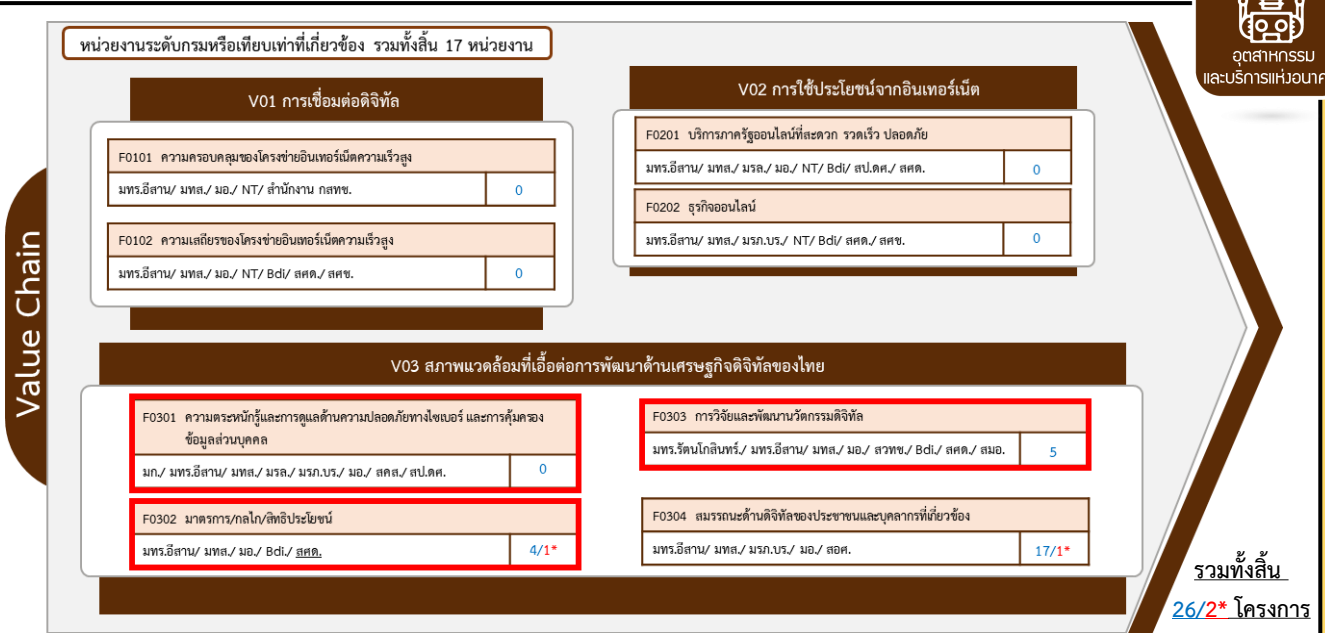 อุตสาหกรรม
และบริการแห่งอนาค
หน่วยงานระดับกรมหรือเทียบเท่าที่เกี่ยวข้อง รวมทั้งสิ้น 17 หน่วยงาน
Value Chain
V01 การเชื่อมต่อดิจิทัล
F0101 ความครอบคลุมของโครงข่ายอินเทอร์เน็ตความเร็วสูง
มทร.อีสาน/ มทส./ มอ./ NT/ สำนักงาน กสทช. 0
F0102 ความเสถียรของโครงข่ายอินเทอร์เน็ตความเร็วสูง
มทร.อีสาน/ มทส./ มอ./ NT/ Bdi/ สศด./ สศช. 0
V02 การใช้ประโยชน์จากอินเทอร์เน็ต
F0201 บริการภาครัฐออนไลน์ที่สะดวก รวดเร็ว ปลอดภัย
มทร.อีสาน/ มทส./ มรล./ มอ./ NT/ Bdi/ สป.ดศ./ สศด. 0
F0202 ธุรกิจออนไลน์
มทร.อีสาน/ มทส./ มรภ.บร./ NT/ Bdi/ สศด./ สศช. 0
V03 สภาพแวดล้อมที่เอื้อต่อการพัฒนาด้านเศรษฐกิจดิจิทัลของไทย
F0301 ความตระหนักรู้และการดูแลด้านความปลอดภัยทางไซเบอร์ และการคุ้มครอง
ข้อมูลส่วนบุคคล
มก./ มทร.อีสาน/ มทส./ มรล./ มรภ.บร./ มอ./ สคส./ สป.ดศ. 0
F0302 มาตรการ/กลไก/สิทธิประโยชน์
มทร.อีสาน/ มทส./ มอ./ Bdi./ สศด. 4/1*
F0303 การวิจัยและพัฒนานวัตกรรมดิจิทัล
มทร.รัตนโกสินทร์./ มทร.อีสาน/ มทส./ มอ./ สวทช./ Bdi./ สศด./ สมอ. 5
F0304 สมรรถนะด้านดิจิทัลของประชาชนและบุคลากรที่เกี่ยวข้อง
มทร.อีสาน/ มทส./ มรภ.บร./ มอ./ สอศ. 17/1*
รวมทั้งสิ้น
26/2* โครงการ